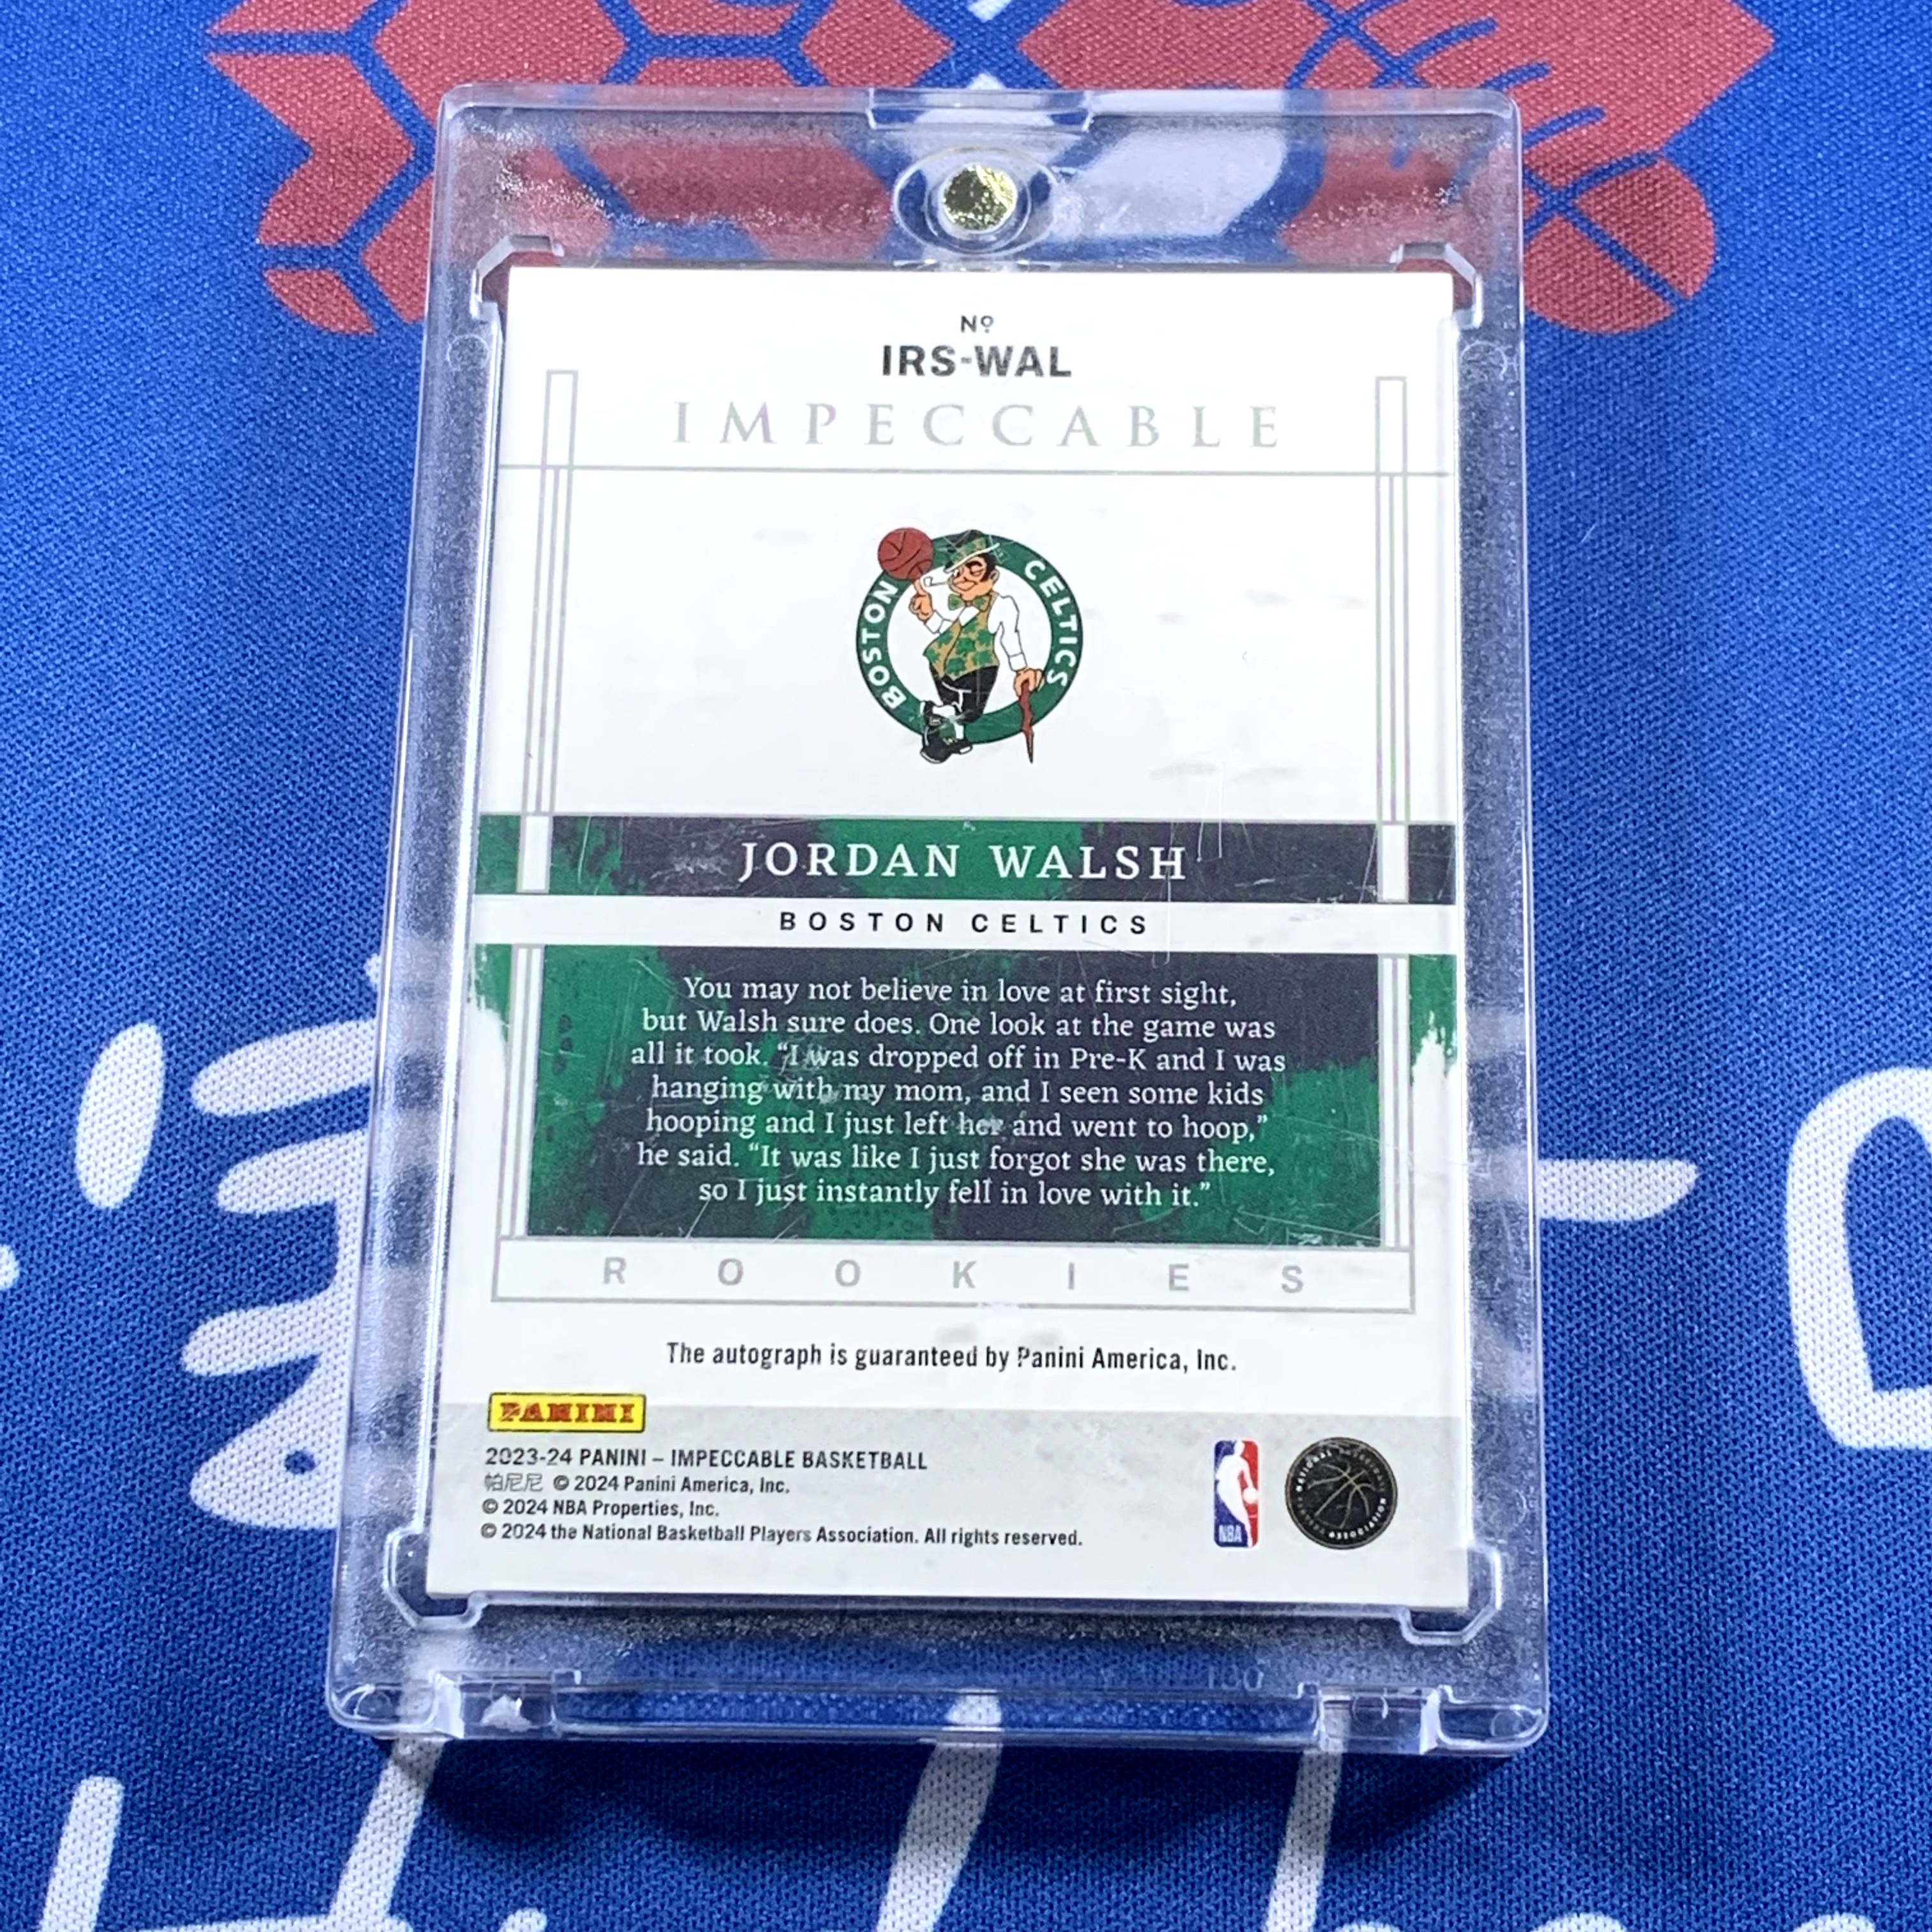 Nº
IRS-WAL
IMPECCABLE
BOSTON CELTICS
JORDAN WALSH
BOSTON CELTICS
You may not believe in love at first sight,
but Walsh sure does. One look at the game was
all it took. “I was dropped off in Pre-K and I was
hanging with my mom, and I seen some kids
hooping and I just left her and went to hoop,”
he said. “It was like I just forgot she was there,
so I just instantly fell in love with it.”
ROOKIES
The autograph is guaranteed by Panini America, Inc.
PANINI
2023-24 PANINI – IMPECCABLE BASKETBALL
帕尼尼 © 2024 Panini America, Inc.
© 2024 NBA Properties, Inc.
© 2024 the National Basketball Players Association. All rights reserved.
NBA
130